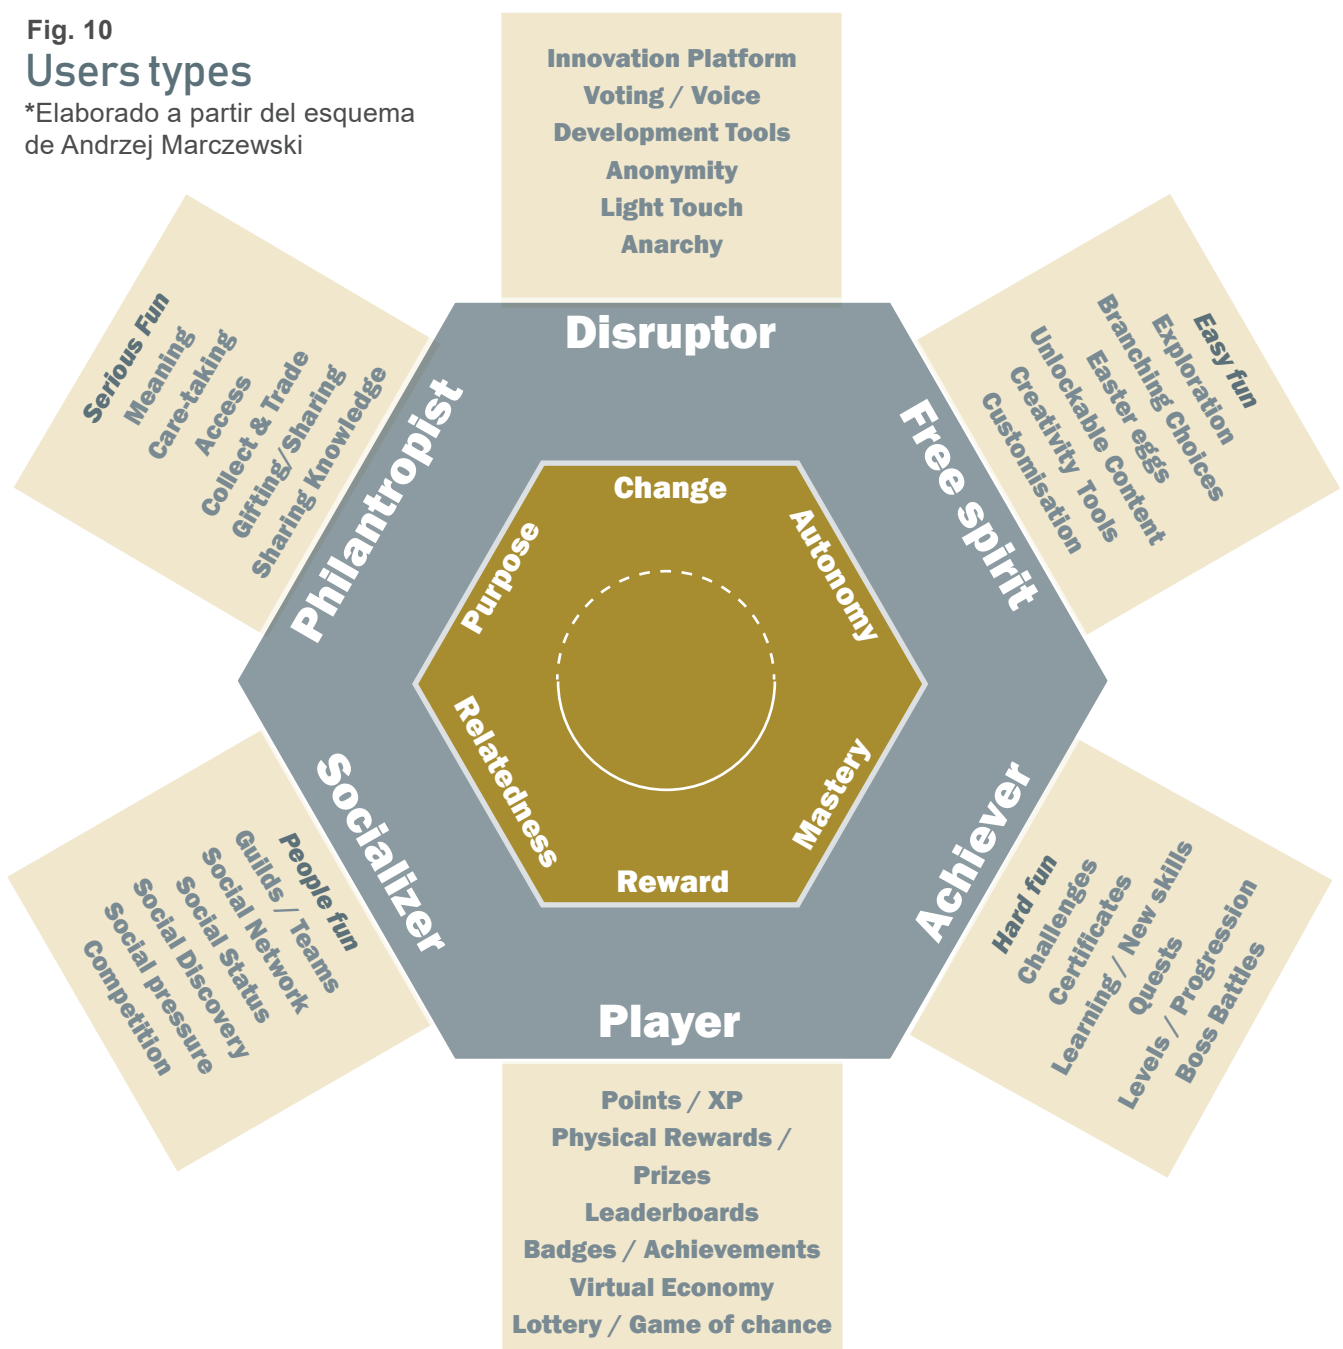 Fig. 10
Users types
*Elaborado a partir del esquema
de Andrzej Marczewski
Innovation Platform
Voting / Voice
Development Tools
Anonymity
Light Touch
Anarchy
Disruptor
Change
Easy fun
Exploration
Branching Choices
Easter eggs
Unlockable Content
Creativity Tools
Customisation
Free spirit
Autonomy
Hard fun
Challenges
Certificates
Learning / New skills
Quests
Levels / Progression
Boss Battles
Achiever
Mastery
Reward
Player
Points / XP
Physical Rewards /
Prizes
Leaderboards
Badges / Achievements
Virtual Economy
Lottery / Game of chance
People fun
Guilds / Teams
Social Network
Social Status
Social Discovery
Social pressure
Competition
Socializer
Relatedness
Serious Fun
Meaning
Care-taking
Access
Collect & Trade
Gifting/Sharing
Sharing Knowledge
Philantropist
Purpose